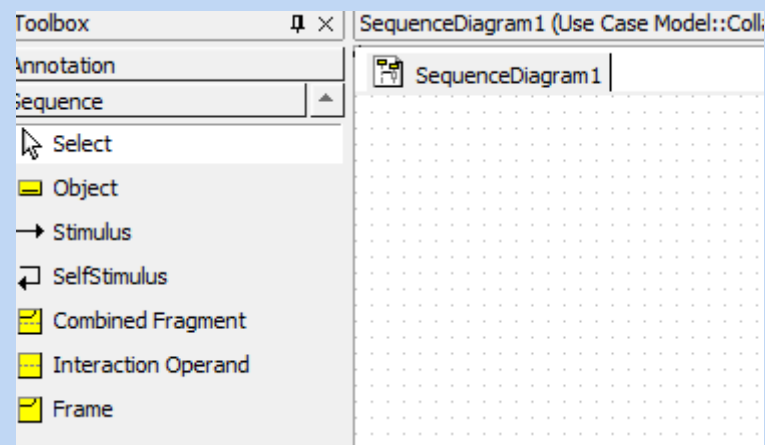 Toolbox
SequenceDiagram1 (Use Case Model::Colla
Annotation
SequenceDiagram1
Sequence
Select
Object
Stimulus
SelfStimulus
Combined Fragment
Interaction Operand
Frame